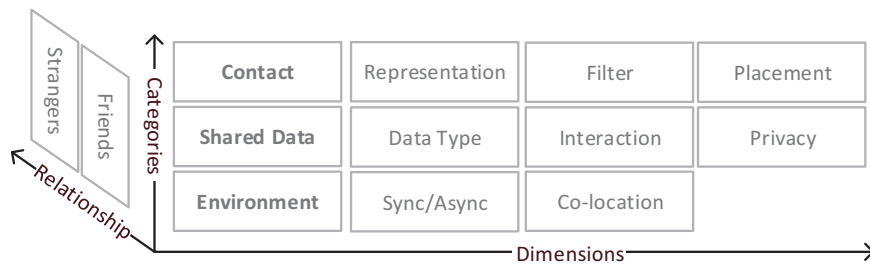 Strangers
Friends
Relationship
Categories
Contact Representation Filter Placement
Shared Data Data Type Interaction Privacy
Environment Sync/Async Co-location
Dimensions